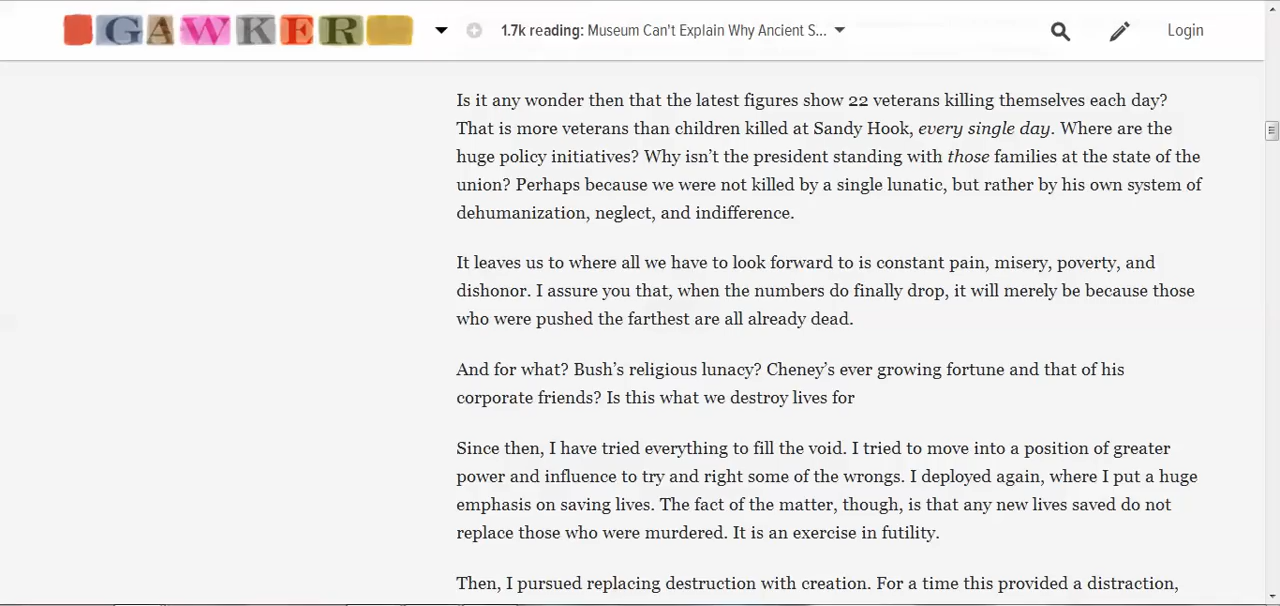 GAWKER
1.7k reading: Museum Can't Explain Why Ancient S...
Login
Is it any wonder then that the latest figures show 22 veterans killing themselves each day?
That is more veterans than children killed at Sandy Hook, every single day. Where are the
huge policy initiatives? Why isn’t the president standing with those families at the state of the
union? Perhaps because we were not killed by a single lunatic, but rather by his own system of
dehumanization, neglect, and indifference.
It leaves us to where all we have to look forward to is constant pain, misery, poverty, and
dishonor. I assure you that, when the numbers do finally drop, it will merely be because those
who were pushed the farthest are all already dead.
And for what? Bush’s religious lunacy? Cheney’s ever growing fortune and that of his
corporate friends? Is this what we destroy lives for
Since then, I have tried everything to fill the void. I tried to move into a position of greater
power and influence to try and right some of the wrongs. I deployed again, where I put a huge
emphasis on saving lives. The fact of the matter, though, is that any new lives saved do not
replace those who were murdered. It is an exercise in futility.
Then, I pursued replacing destruction with creation. For a time this provided a distraction,